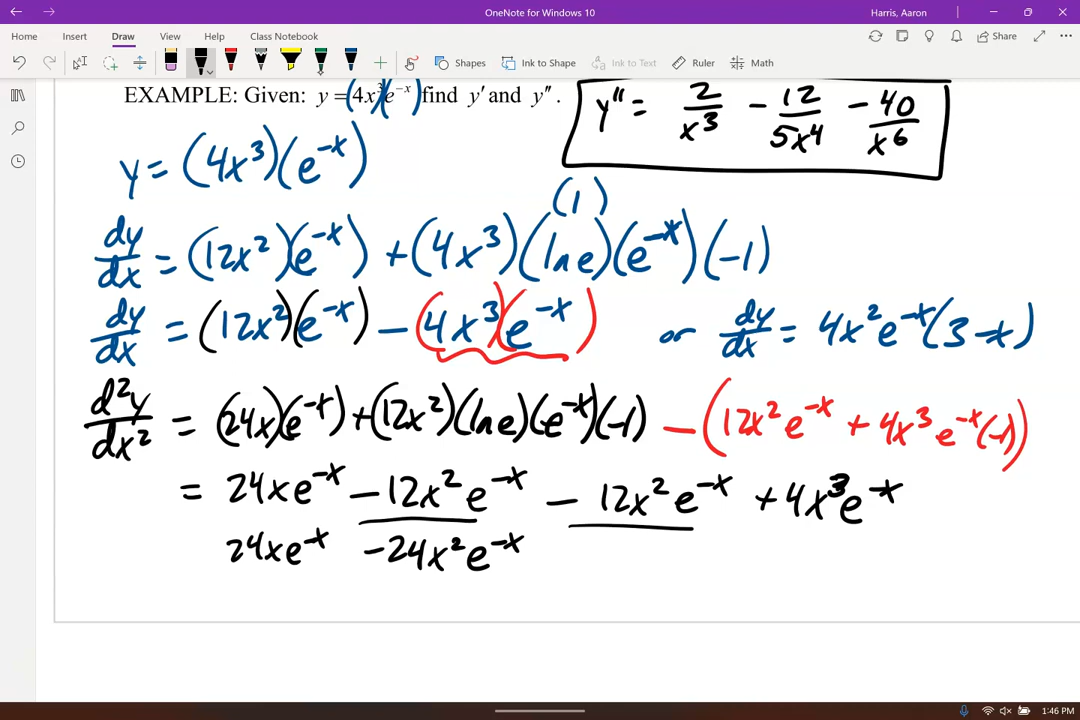 OneNote for Windows 10
Harris, Aaron
Home Insert Draw View Help Class Notebook
Share
Shapes Ink to Shape Ink to Text Ruler Math
EXAMPLE: Given: y = (4x³)(e⁻ˣ) find y′ and y″ .
y″ = 2/x³ − 12/5x⁴ − 40/x⁶
y = (4x³)(e⁻ˣ)
(1)
dy/dx = (12x²)(e⁻ˣ) + (4x³)(ln e)(e⁻ˣ)(−1)
dy/dx = (12x²)(e⁻ˣ) − (4x³)(e⁻ˣ) or dy/dx = 4x²e⁻ˣ(3−x)
d²y/dx² = (24x)(e⁻ˣ) + (12x²)(ln e)(e⁻ˣ)(−1) − (12x²e⁻ˣ + 4x³e⁻ˣ(−1))
= 24xe⁻ˣ − 12x²e⁻ˣ − 12x²e⁻ˣ + 4x³e⁻ˣ
24xe⁻ˣ −24x²e⁻ˣ
1:46 PM